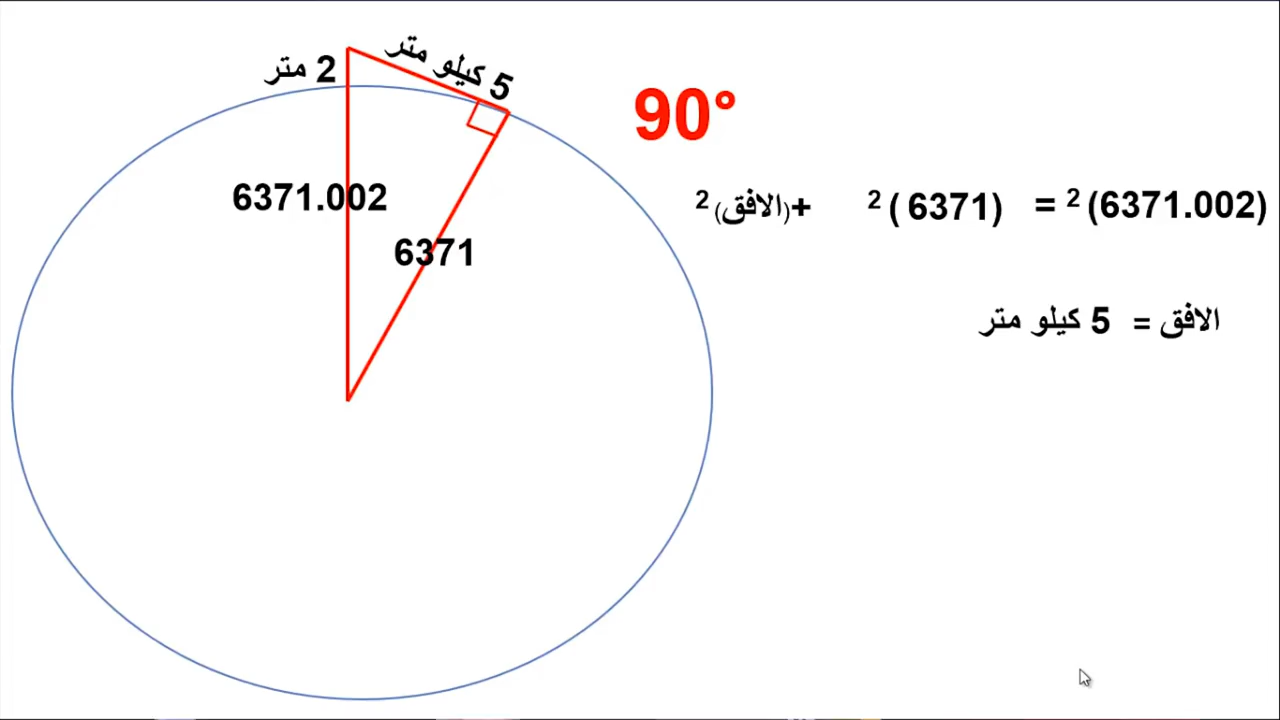 2 متر
5 كيلو متر
90°
6371.002
6371
(6371.002)² = (6371)² +(الافق)²
الافق = 5 كيلو متر